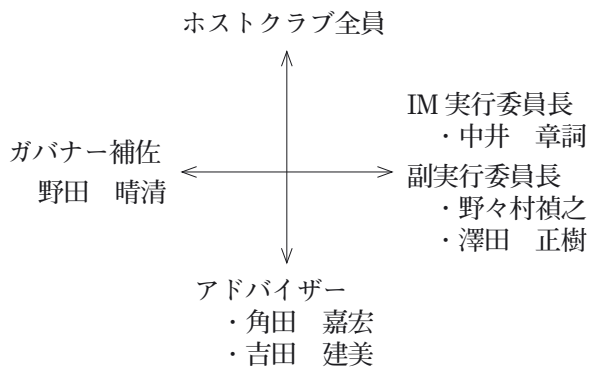 ホストクラブ全員
IM 実行委員長
・中井　章詞
ガバナー補佐
野田　晴清
副実行委員長
・野々村禎之
・澤田　正樹
アドバイザー
・角田　嘉宏
・吉田　建美